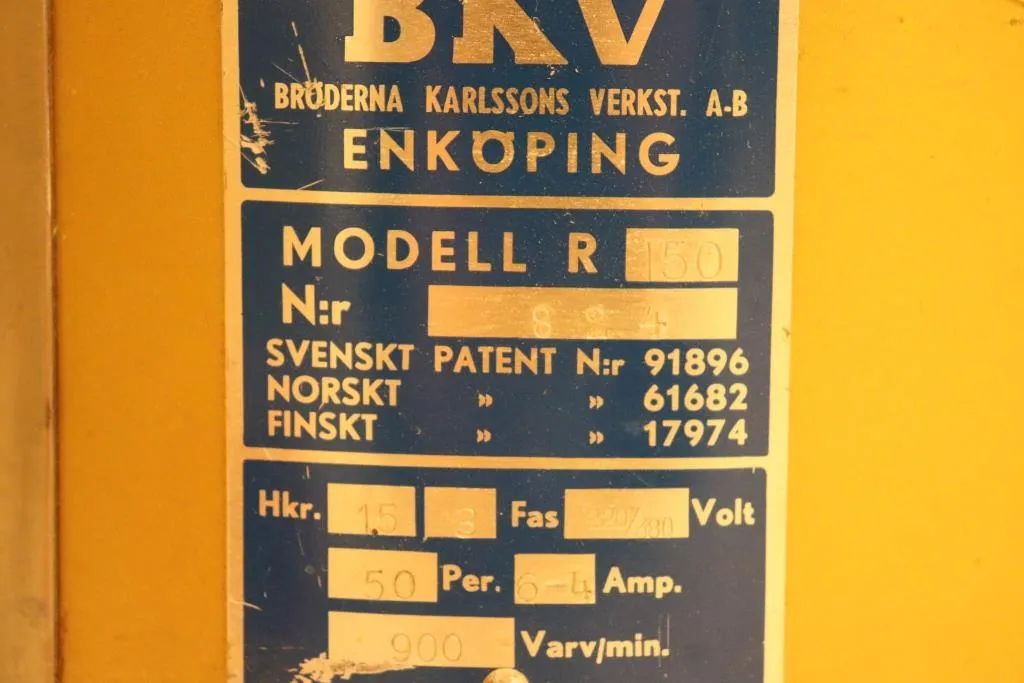 BKV
BRÖDERNA KARLSSONS VERKST. A-B
ENKÖPING
MODELL R 150
N:r 884
SVENSKT PATENT N:r 91896
NORSKT » » 61682
FINSKT » » 17974
Hkr. 1.5 3 Fas Volt
50 Per. 6-4 Amp.
900 Varv/min.